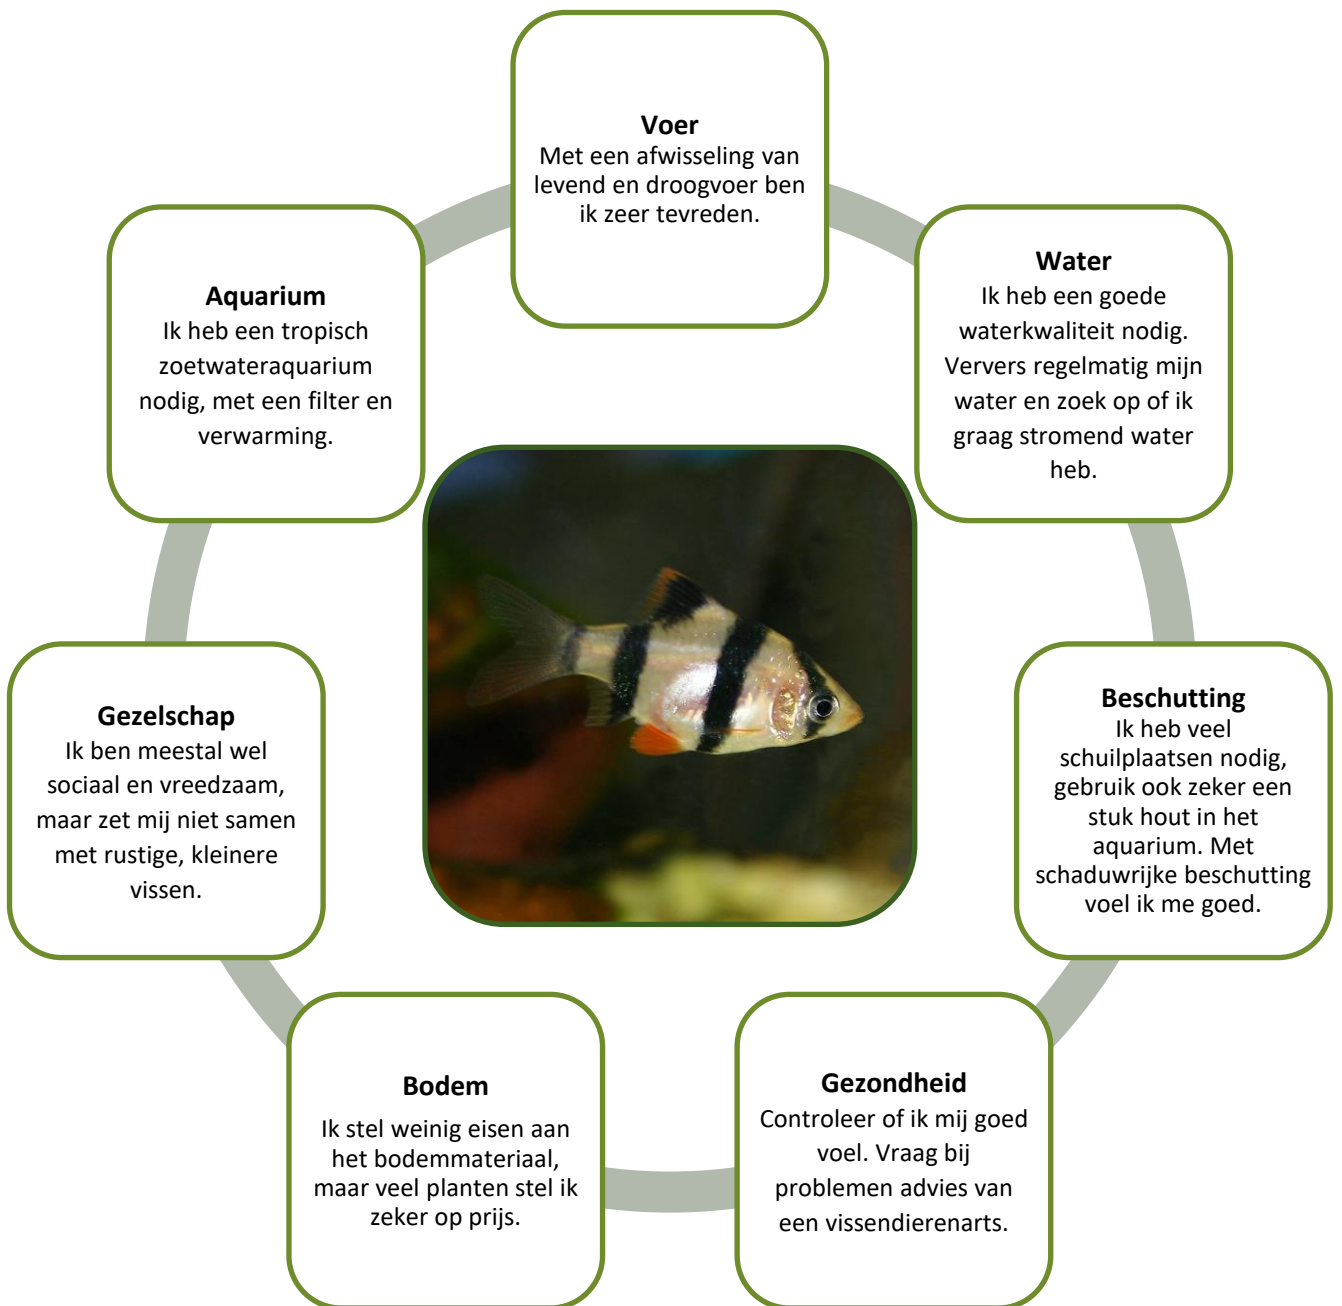 Voer
Met een afwisseling van
levend en droogvoer ben
ik zeer tevreden.
Water
Ik heb een goede
waterkwaliteit nodig.
Ververs regelmatig mijn
water en zoek op of ik
graag stromend water
heb.
Beschutting
Ik heb veel
schuilplaatsen nodig,
gebruik ook zeker een
stuk hout in het
aquarium. Met
schaduwrijke beschutting
voel ik me goed.
Gezondheid
Controleer of ik mij goed
voel. Vraag bij
problemen advies van
een vissendierenarts.
Bodem
Ik stel weinig eisen aan
het bodemmateriaal,
maar veel planten stel ik
zeker op prijs.
Gezelschap
Ik ben meestal wel
sociaal en vreedzaam,
maar zet mij niet samen
met rustige, kleinere
vissen.
Aquarium
Ik heb een tropisch
zoetwateraquarium
nodig, met een filter en
verwarming.